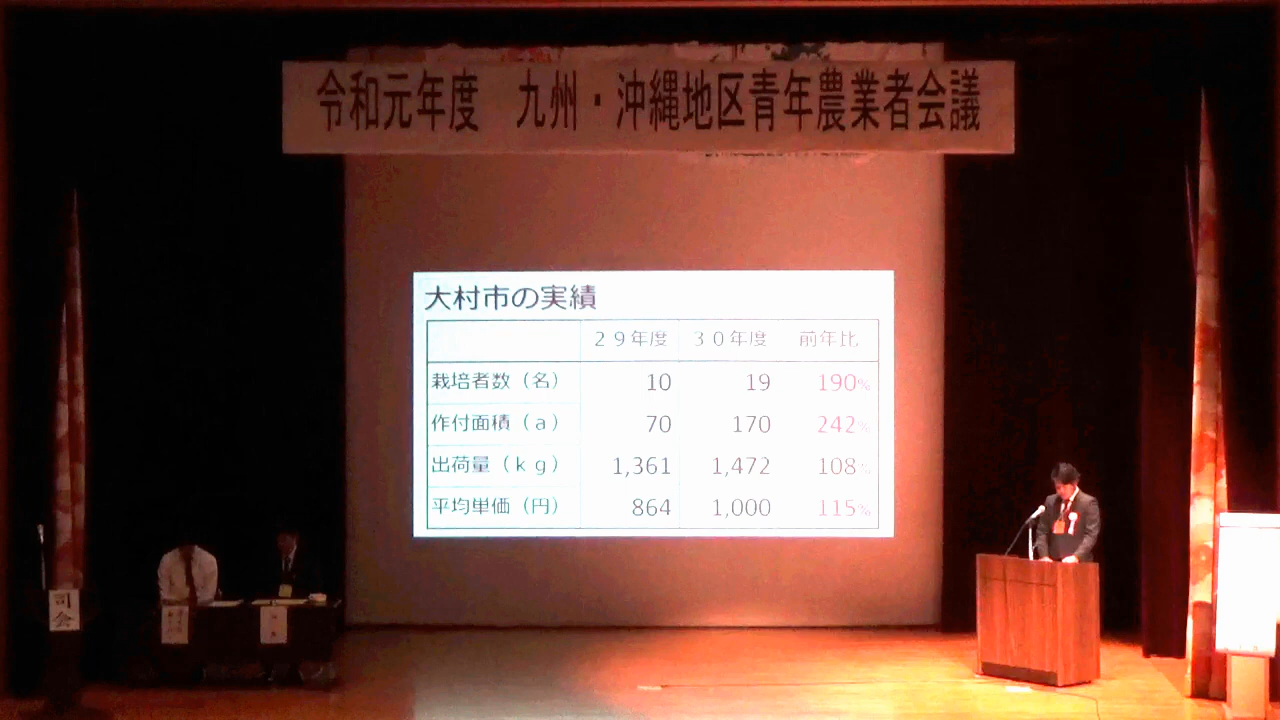 令和元年度　九州・沖縄地区青年農業者会議
大村市の実績
２９年度　３０年度　前年比
栽培者数（名）　10　19　190%
作付面積（ａ）　70　170　242%
出荷量（ｋｇ）　1,361　1,472　108%
平均単価（円）　864　1,000　115%
司会